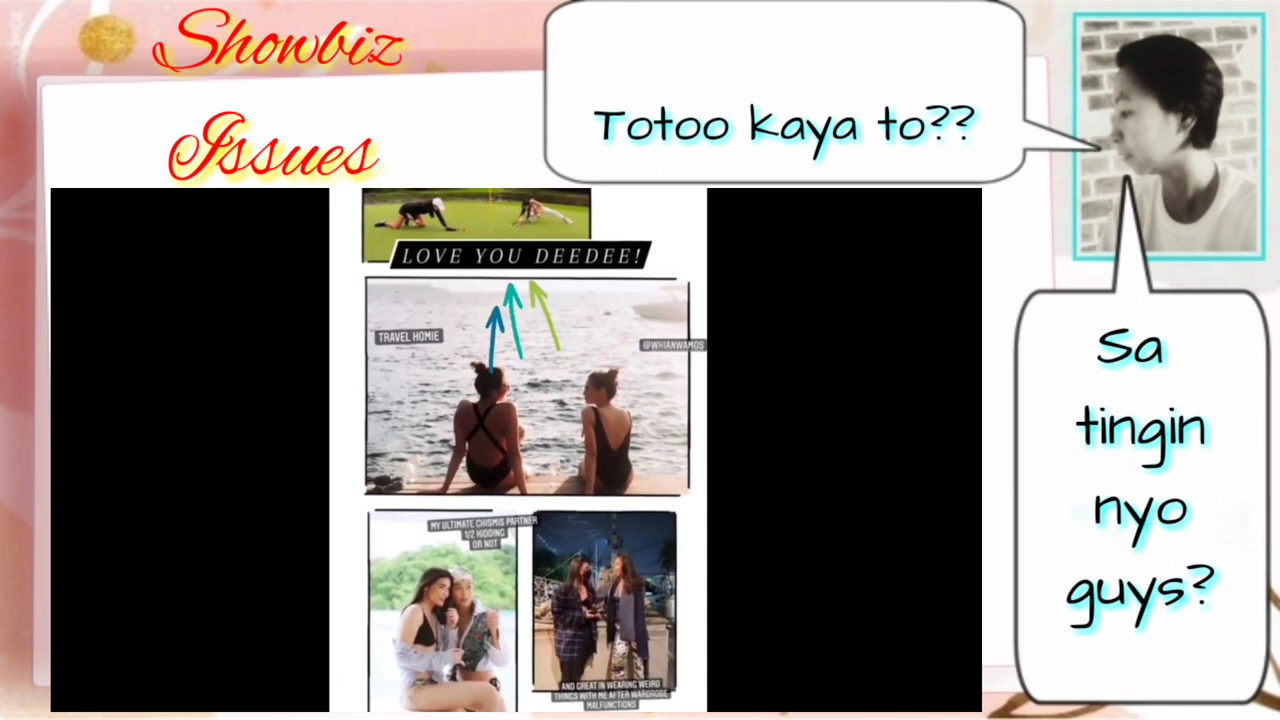 Showbiz
Issues
Totoo kaya to??
Sa
tingin
nyo
guys?
LOVE YOU DEEDEE!
TRAVEL HOMIE
@WHIANWAMOS
MY ULTIMATE CHISMIS PARTNER
1/2 KIDDING
OR NOT
AND GREAT IN WEARING WEIRD
THINGS WITH ME AFTER WARDROBE
MALFUNCTIONS